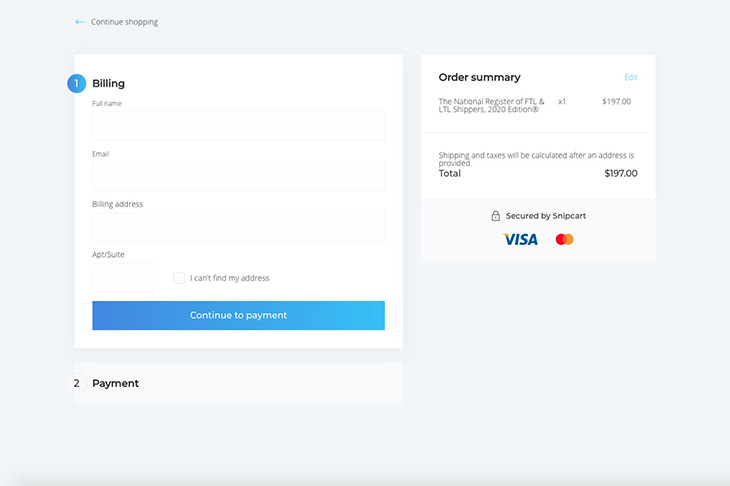 Continue shopping
1 Billing
Full name
Email
Billing address
Apt/Suite
I can't find my address
Continue to payment
2 Payment
Order summary Edit
The National Register of FTL & x1 $197.00
LTL Shippers, 2020 Edition®
Shipping and taxes will be calculated after an address is
provided.
Total $197.00
Secured by Snipcart
VISA